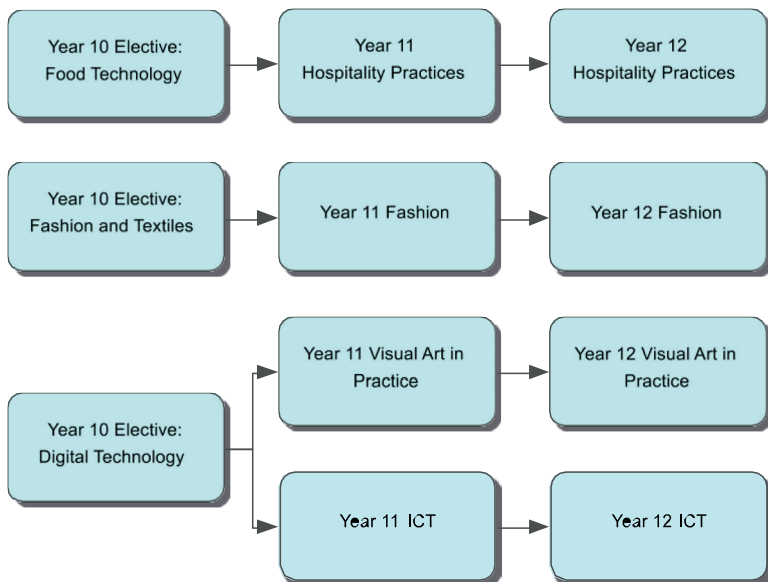 Year 10 Elective:
Food Technology
Year 11
Hospitality Practices
Year 12
Hospitality Practices
Year 10 Elective:
Fashion and Textiles
Year 11 Fashion
Year 12 Fashion
Year 10 Elective:
Digital Technology
Year 11 Visual Art in
Practice
Year 12 Visual Art in
Practice
Year 11 ICT
Year 12 ICT